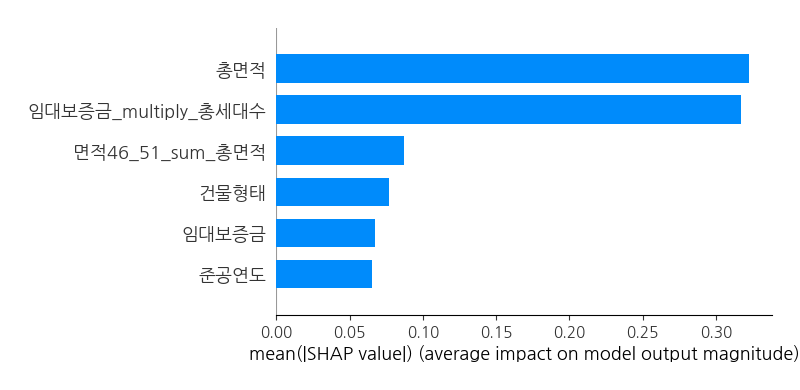 총면적
임대보증금_multiply_총세대수
면적46_51_sum_총면적
건물형태
임대보증금
준공연도
0.00 0.05 0.10 0.15 0.20 0.25 0.30
mean(|SHAP value|) (average impact on model output magnitude)